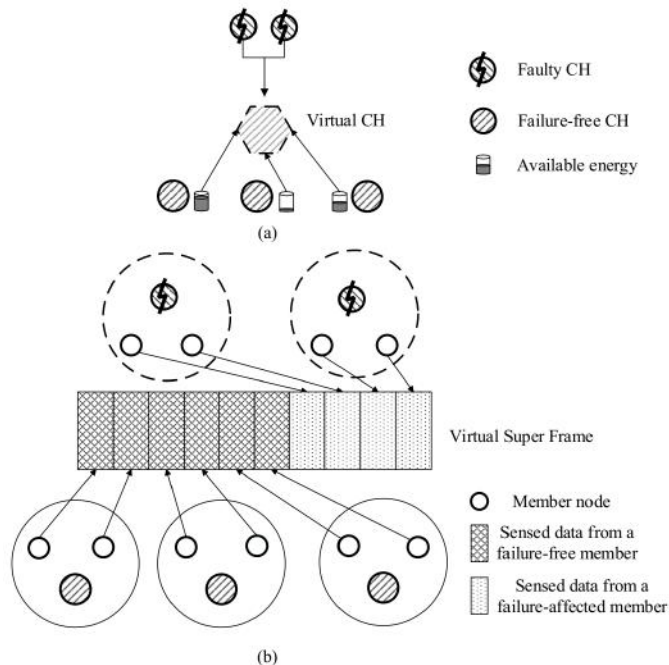 Faulty CH
Virtual CH
Failure-free CH
Available energy
(a)
Virtual Super Frame
Member node
Sensed data from a
failure-free member
Sensed data from a
failure-affected member
(b)